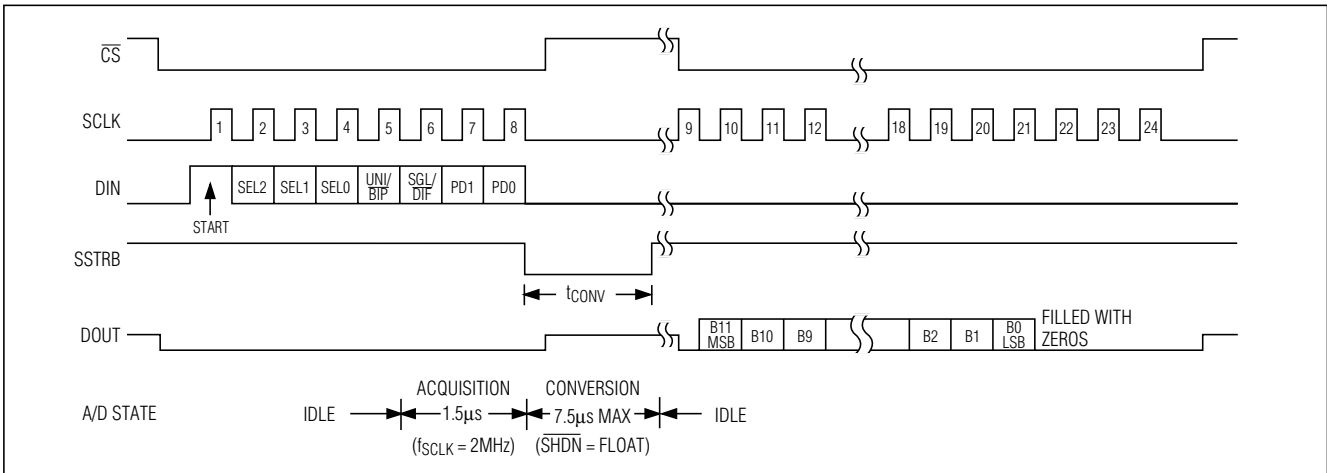 CS
SCLK
1 2 3 4 5 6 7 8 9 10 11 12 18 19 20 21 22 23 24
DIN
SEL2 SEL1 SEL0 UNI/BIP SGL/DIF PD1 PD0
START
SSTRB
tCONV
DOUT
B11 MSB B10 B9 B2 B1 B0 LSB FILLED WITH ZEROS
ACQUISITION CONVERSION
A/D STATE IDLE 1.5µs 7.5µs MAX IDLE
(fSCLK = 2MHz) (SHDN = FLOAT)